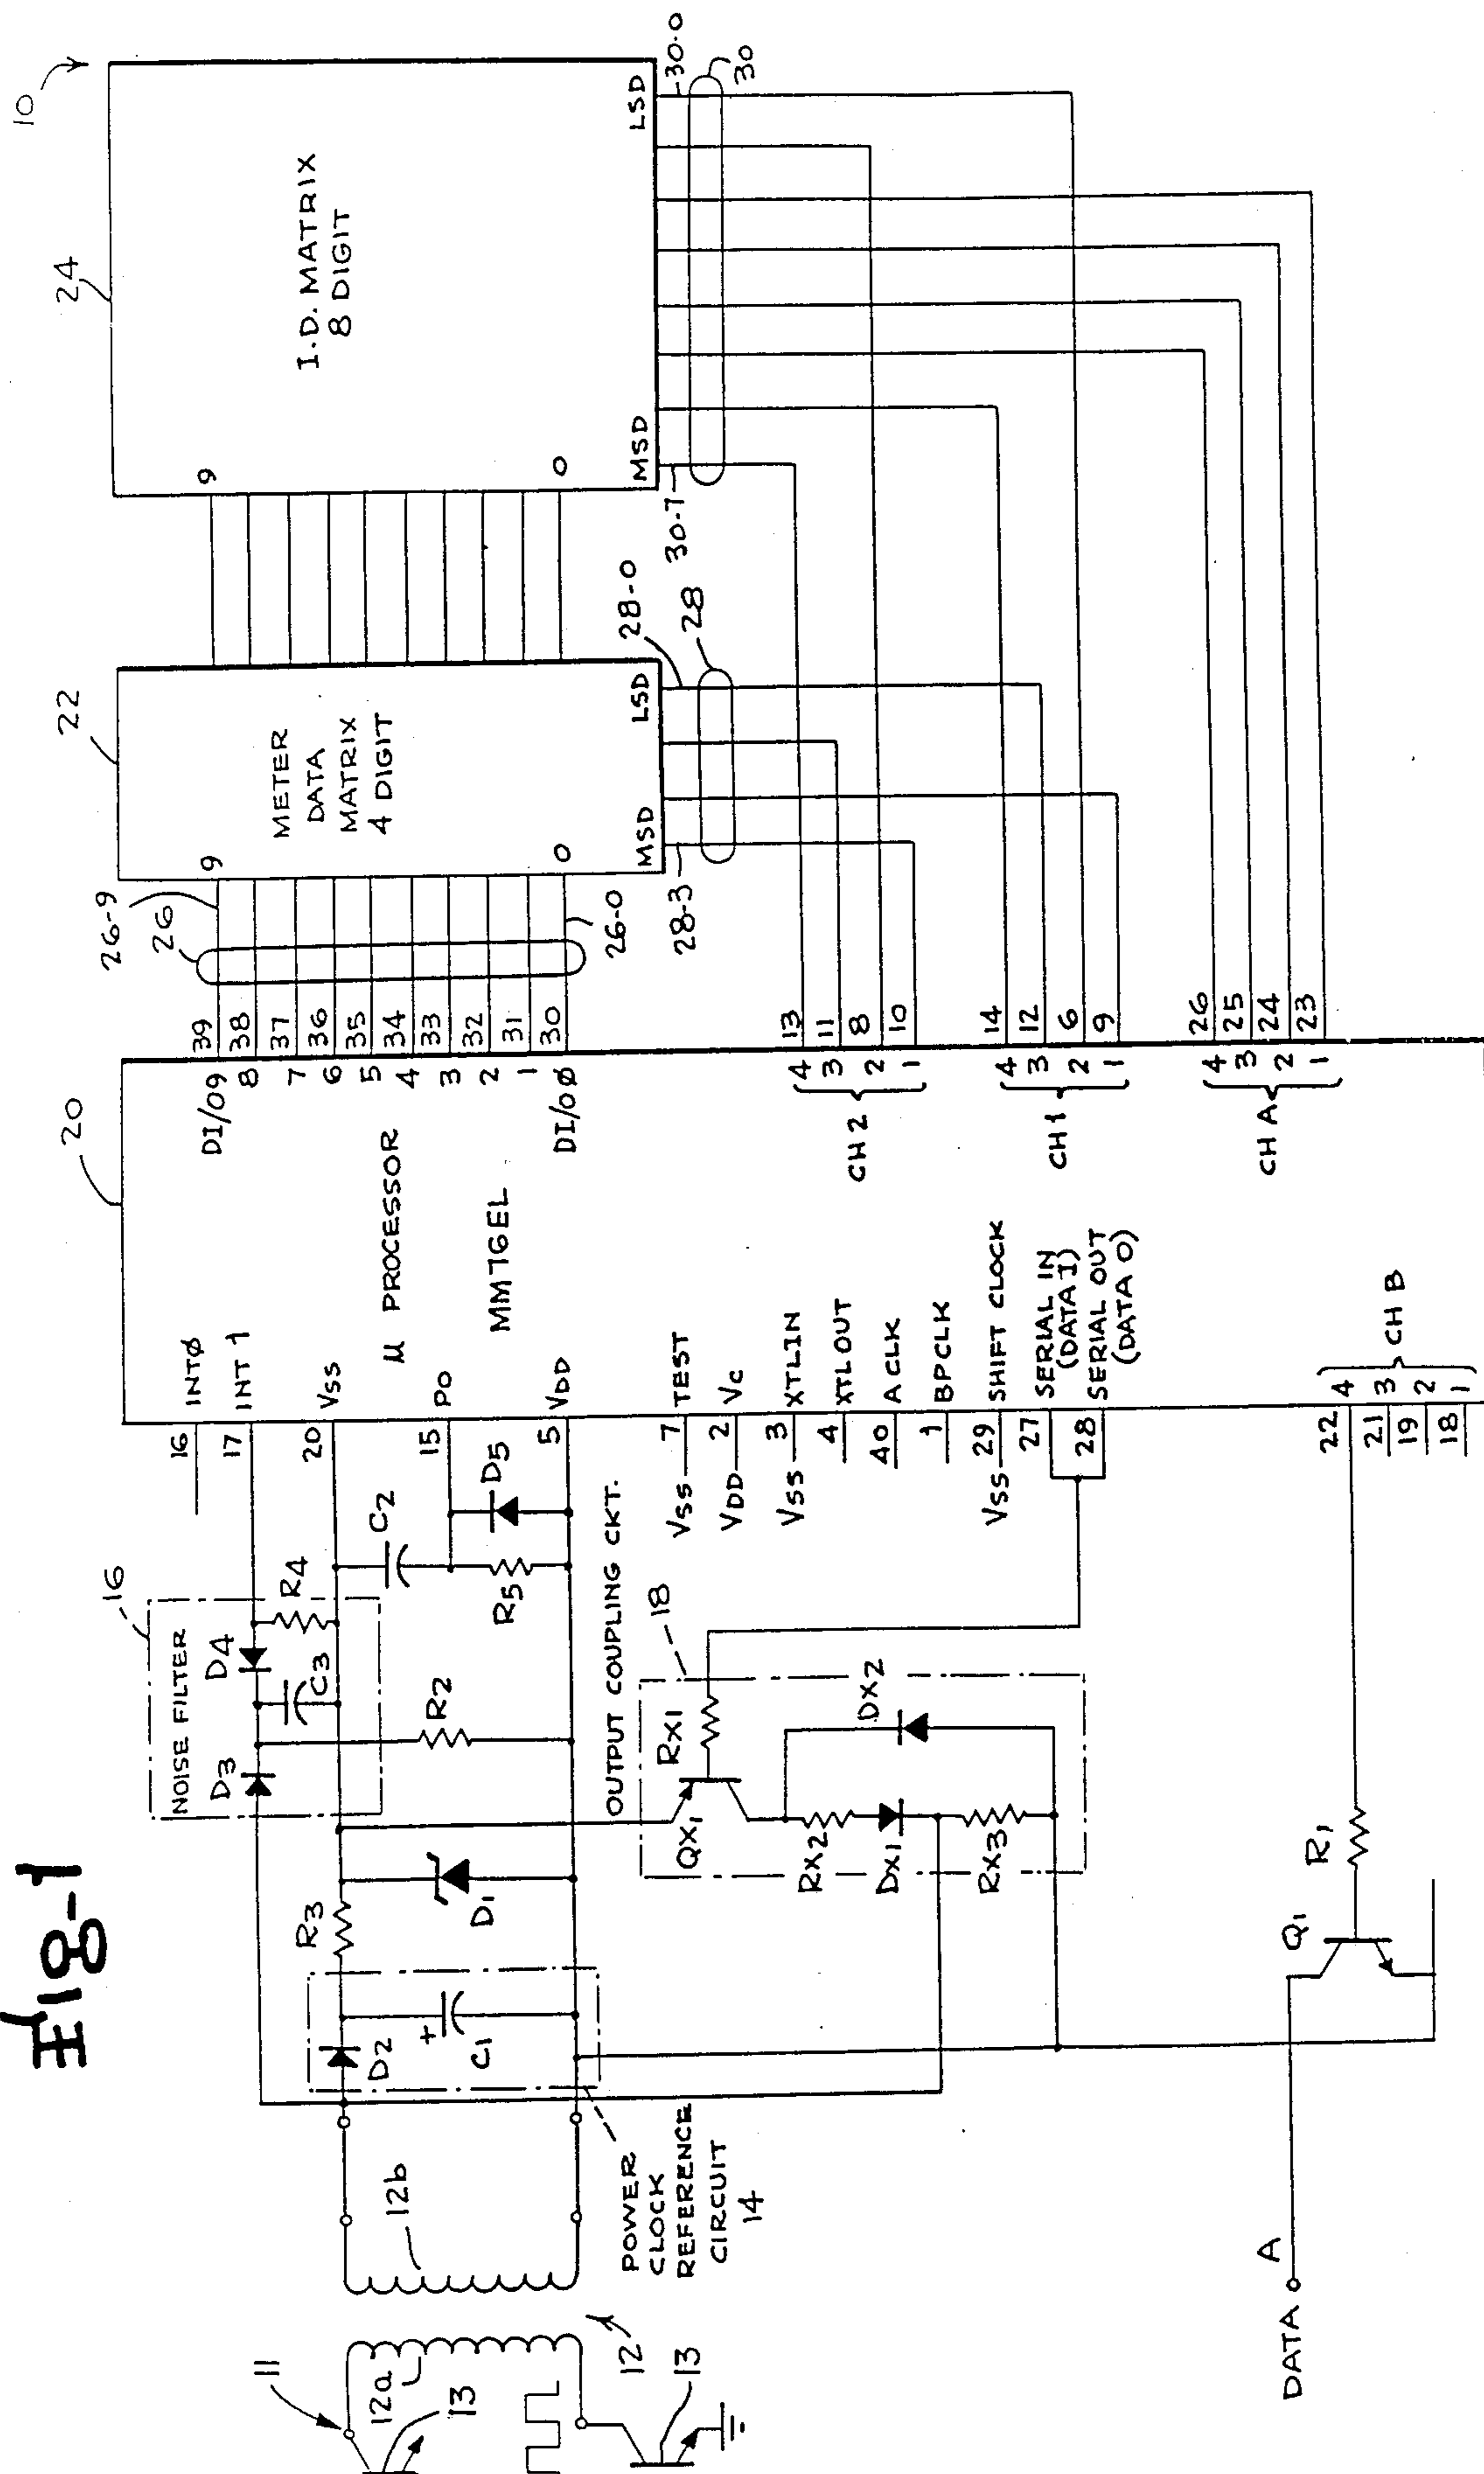 Fig-1
10
24
I.D. MATRIX
8 DIGIT
9
0
MSD
LSD
30-7
30-0
30
22
METER
DATA
MATRIX
4 DIGIT
9
0
MSD
LSD
28-3
28-0
28
26-9
26
26-0
20
µ PROCESSOR
MM76EL
DI/O9
8
7
6
5
4
3
2
1
DI/OØ
39
38
37
36
35
34
33
32
31
30
CH 2
4
3
2
1
13
11
8
10
CH 1
4
3
2
1
14
12
6
9
CH A
4
3
2
1
26
25
24
23
16 INTØ
17 INT 1
20 VSS
15 PO
5 VDD
VSS 7 TEST
VDD 2 VC
VSS 3 XTLIN
4 XTLOUT
40 ACLK
1 BPCLK
VSS 29 SHIFT CLOCK
27 SERIAL IN
(DATA I)
28 SERIAL OUT
(DATA O)
22 4
21 3
19 2
18 1
CH B
16
NOISE FILTER
D3
D4
C3
R4
R2
C2
R5
D5
R3
D1
D2
+
C1
POWER
CLOCK
REFERENCE
CIRCUIT
14
OUTPUT COUPLING CKT.
18
QX1
RX1
RX2
DX1
RX3
DX2
11
12a
12b
12
13
13
DATA
A
Q1
R1